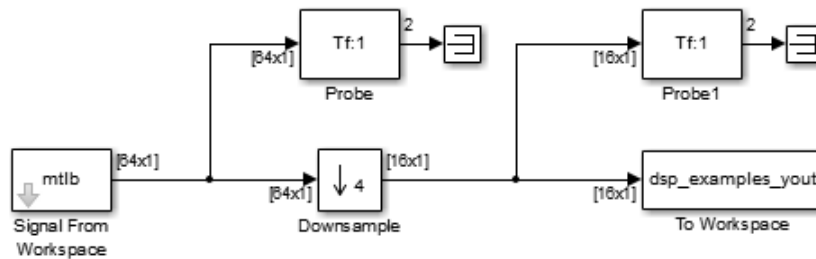 Tf:1
2
[64x1]
Probe
Tf:1
2
[16x1]
Probe1
mtlb
[64x1]
Signal From
Workspace
[64x1]
4
[16x1]
Downsample
[16x1]
dsp_examples_yout
To Workspace